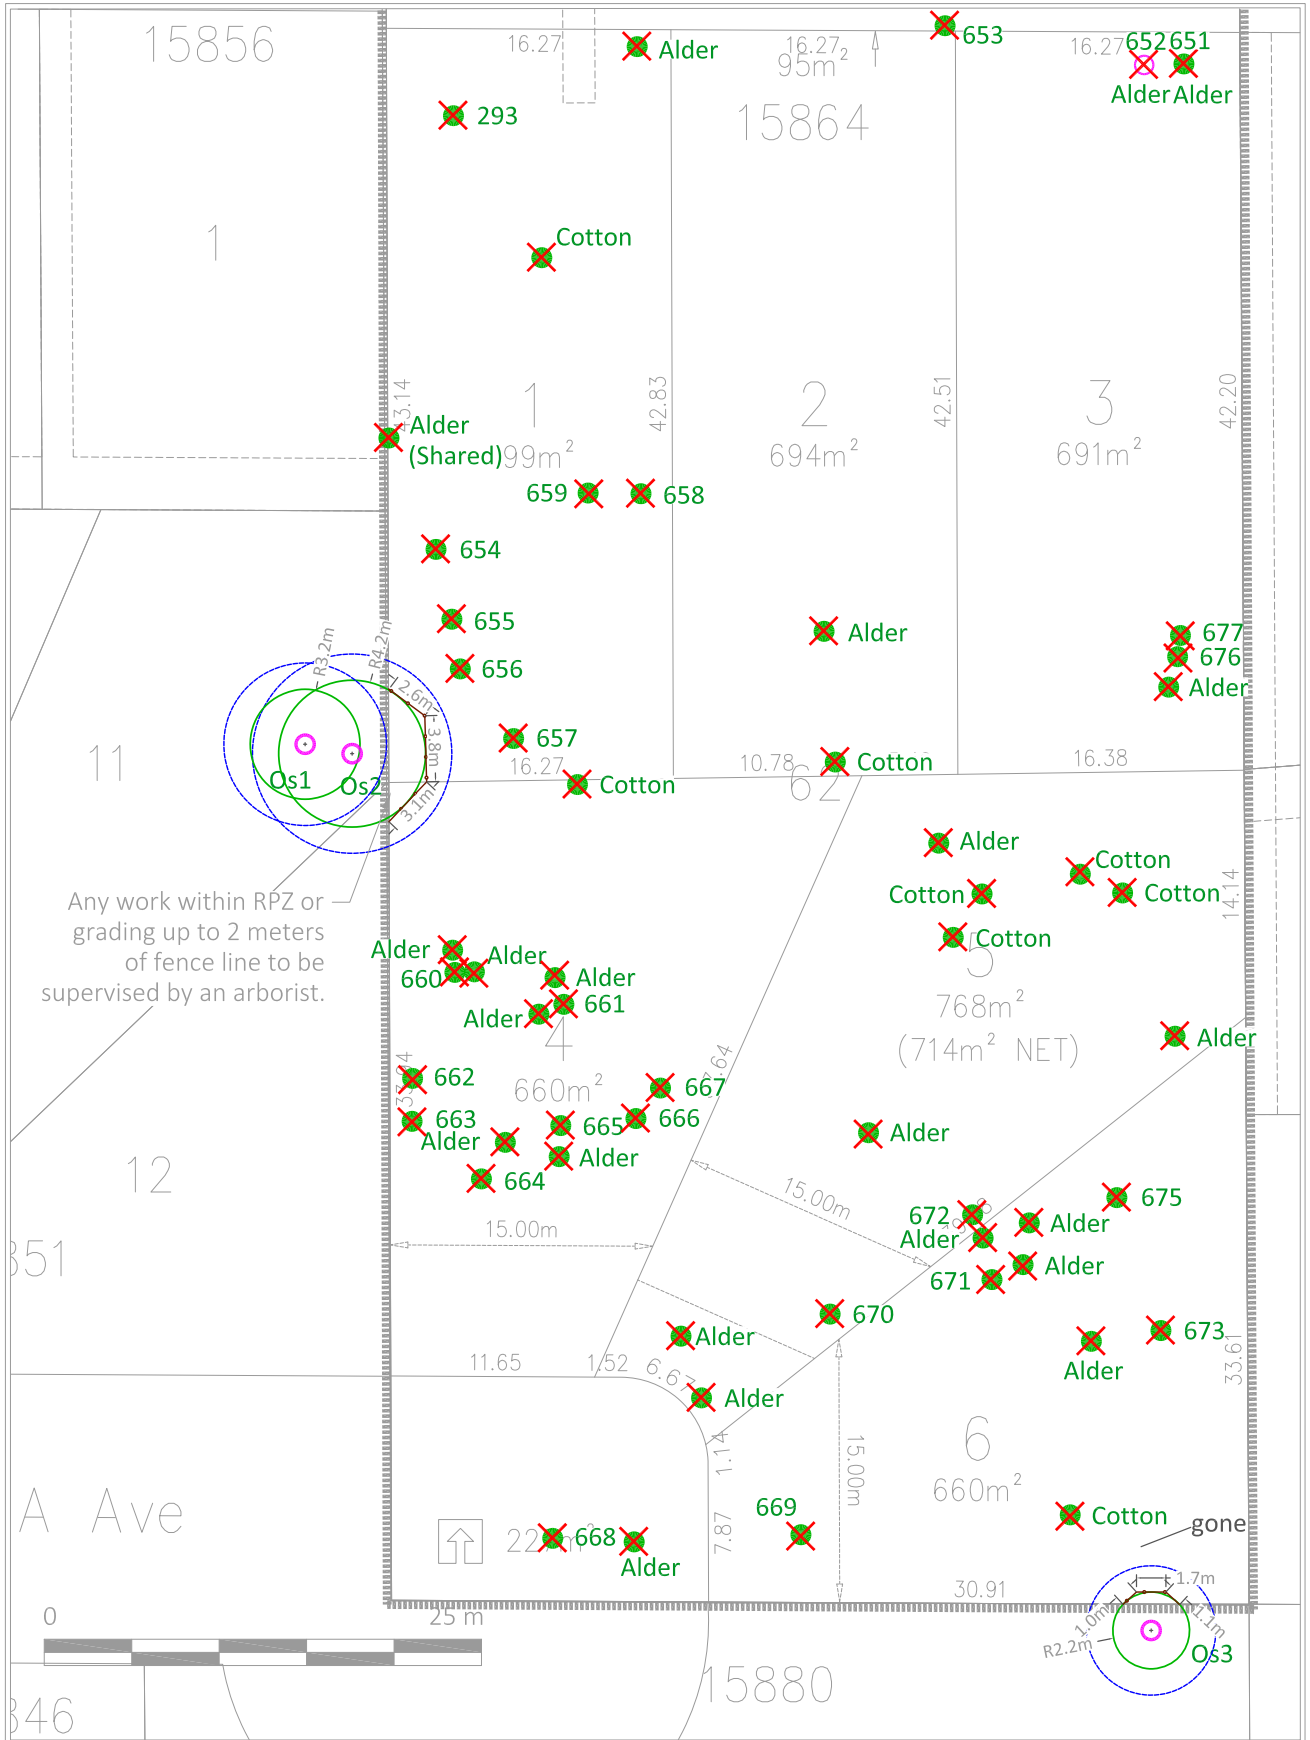 15856
16.27
Alder
16.27
95m²
653
16.27
652
651
Alder
Alder
293
15864
Cotton
1
43.14
42.83
42.51
42.20
1
2
3
Alder
(Shared)
99m²
694m²
691m²
659
658
654
655
656
657
Alder
677
676
Alder
R3.2m
R4.2m
2.6m
3.8m
3.1m
Os1
Os2
11
16.27
10.78
Cotton
16.38
62
Cotton
Alder
Cotton
Cotton
Cotton
Cotton
14.14
Any work within RPZ or
grading up to 2 meters
of fence line to be
supervised by an arborist.
Alder
Alder
660
Alder
661
Alder
4
660m²
5
768m²
(714m² NET)
Alder
662
667
663
665
666
Alder
Alder
664
Alder
12
351
15.00m
15.00m
675
672
Alder
Alder
671
Alder
670
673
Alder
33.61
Alder
11.65
1.52
6.67
Alder
1.14
15.00m
6
660m²
A Ave
669
Cotton
gone
668
Alder
7.87
30.91
1.7m
1.0m
1.1m
R2.2m
Os3
0
25 m
15880
346